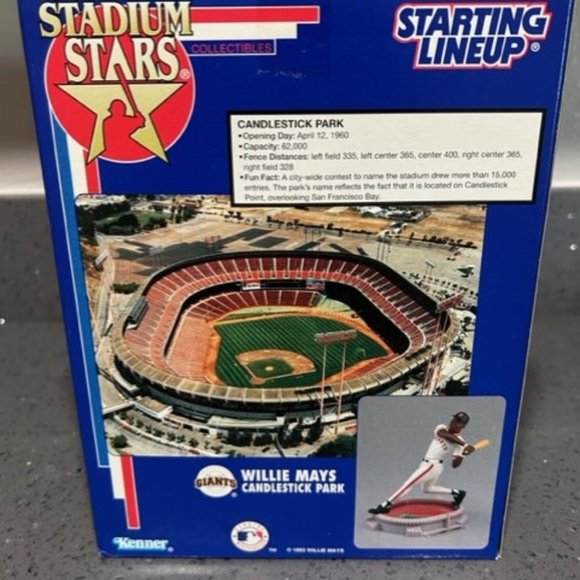 STADIUM
STARS®
COLLECTIBLES
STARTING
LINEUP®
CANDLESTICK PARK
•Opening Day: April 12, 1960
•Capacity: 62,000
•Fence Distances: left field 335, left center 365, center 400, right center 365,
right field 328
•Fun Fact: A city-wide contest to name the stadium drew more than 15,000
entries. The park's name reflects the fact that it is located on Candlestick
Point, overlooking San Francisco Bay.
GIANTS
WILLIE MAYS
CANDLESTICK PARK
Kenner
© 1993 WILLIE MAYS